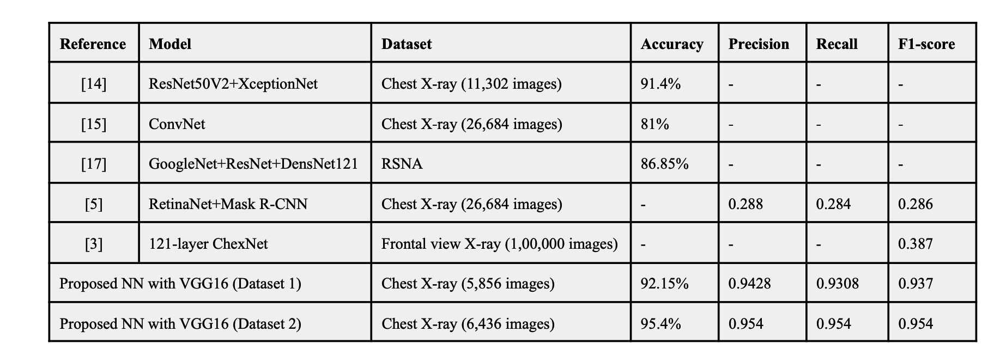 Reference Model Dataset Accuracy Precision Recall F1-score
[14] ResNet50V2+XceptionNet Chest X-ray (11,302 images) 91.4% - - -
[15] ConvNet Chest X-ray (26,684 images) 81% - - -
[17] GoogleNet+ResNet+DensNet121 RSNA 86.85% - - -
[5] RetinaNet+Mask R-CNN Chest X-ray (26,684 images) - 0.288 0.284 0.286
[3] 121-layer ChexNet Frontal view X-ray (1,00,000 images) - - - 0.387
Proposed NN with VGG16 (Dataset 1) Chest X-ray (5,856 images) 92.15% 0.9428 0.9308 0.937
Proposed NN with VGG16 (Dataset 2) Chest X-ray (6,436 images) 95.4% 0.954 0.954 0.954